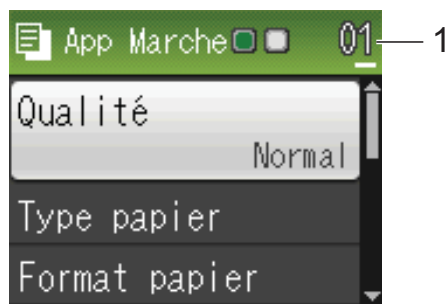 App Marche 01 1
Qualité
Normal
Type papier
Format papier